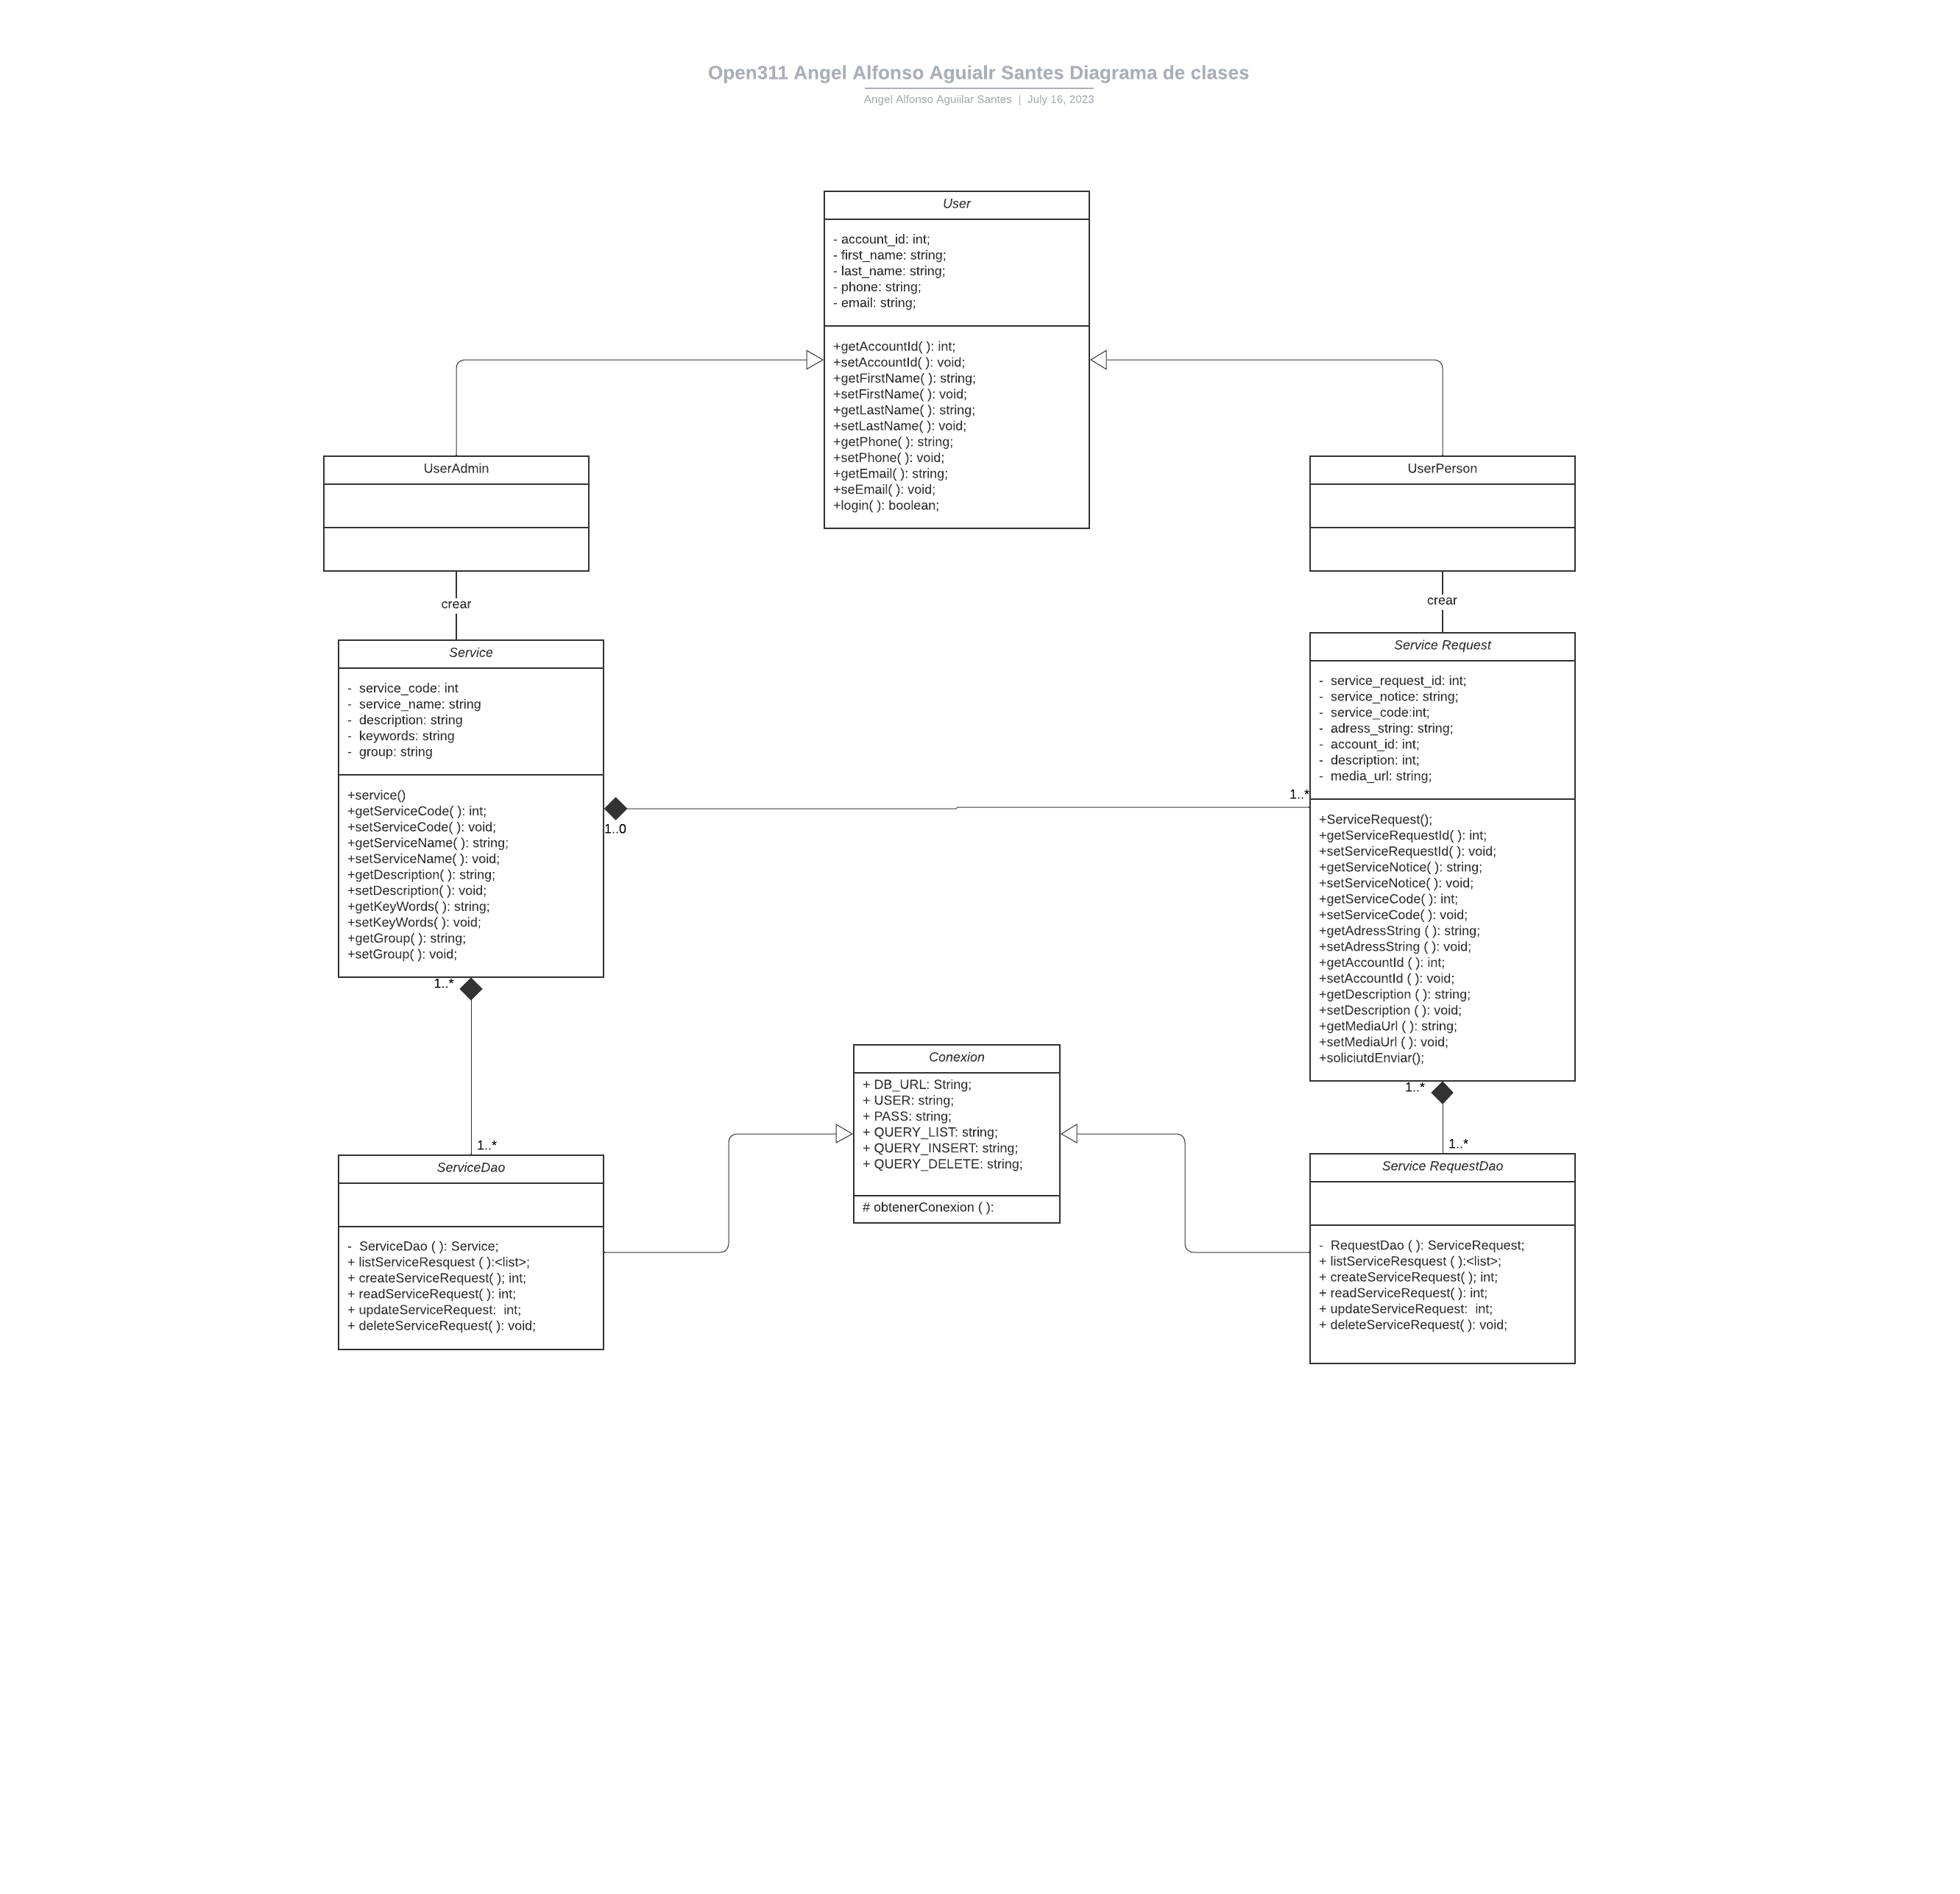 Open311 Angel Alfonso Aguialr Santes Diagrama de clases
Angel Alfonso Aguiilar Santes | July 16, 2023
User
- account_id: int;
- first_name: string;
- last_name: string;
- phone: string;
- email: string;
+getAccountId( ): int;
+setAccountId( ): void;
+getFirstName( ): string;
+setFirstName( ): void;
+getLastName( ): string;
+setLastName( ): void;
+getPhone( ): string;
+setPhone( ): void;
+getEmail( ): string;
+seEmail( ): void;
+login( ): boolean;
UserAdmin
UserPerson
crear
crear
Service
- service_code: int
- service_name: string
- description: string
- keywords: string
- group: string
+service()
+getServiceCode( ): int;
+setServiceCode( ): void;
+getServiceName( ): string;
+setServiceName( ): void;
+getDescription( ): string;
+setDescription( ): void;
+getKeyWords( ): string;
+setKeyWords( ): void;
+getGroup( ): string;
+setGroup( ): void;
1..0
1..*
Service Request
- service_request_id: int;
- service_notice: string;
- service_code:int;
- adress_string: string;
- account_id: int;
- description: int;
- media_url: string;
+ServiceRequest();
+getServiceRequestId( ): int;
+setServiceRequestId( ): void;
+getServiceNotice( ): string;
+setServiceNotice( ): void;
+getServiceCode( ): int;
+setServiceCode( ): void;
+getAdressString ( ): string;
+setAdressString ( ): void;
+getAccountId ( ): int;
+setAccountId ( ): void;
+getDescription ( ): string;
+setDescription ( ): void;
+getMediaUrl ( ): string;
+setMediaUrl ( ): void;
+soliciutdEnviar();
1..*
1..*
1..*
1..*
Conexion
+ DB_URL: String;
+ USER: string;
+ PASS: string;
+ QUERY_LIST: string;
+ QUERY_INSERT: string;
+ QUERY_DELETE: string;
# obtenerConexion ( ):
ServiceDao
- ServiceDao ( ): Service;
+ listServiceResquest ( ):<list>;
+ createServiceRequest( ); int;
+ readServiceRequest( ): int;
+ updateServiceRequest:  int;
+ deleteServiceRequest( ): void;
Service RequestDao
- RequestDao ( ): ServiceRequest;
+ listServiceResquest ( ):<list>;
+ createServiceRequest( ); int;
+ readServiceRequest( ): int;
+ updateServiceRequest:  int;
+ deleteServiceRequest( ): void;